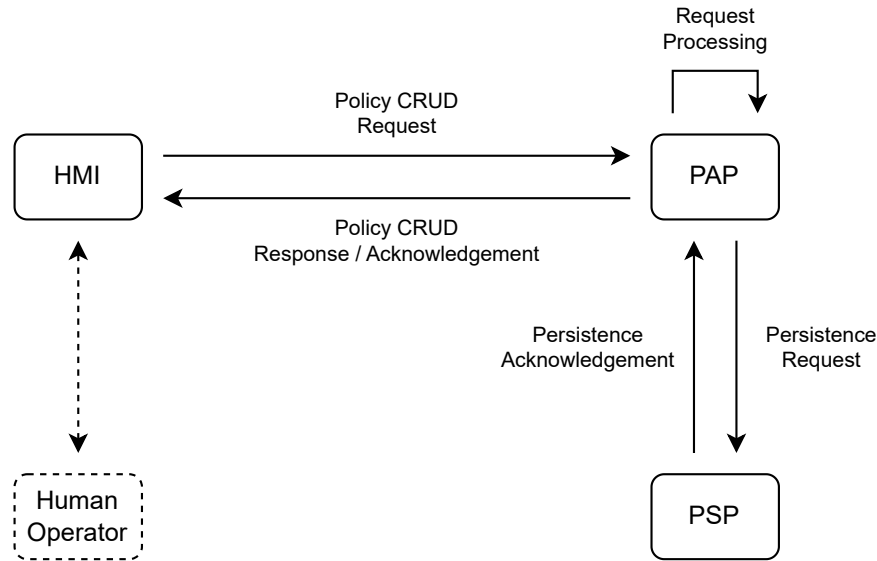 Request
Processing
Policy CRUD
Request
HMI
PAP
Policy CRUD
Response / Acknowledgement
Persistence
Acknowledgement
Persistence
Request
Human
Operator
PSP